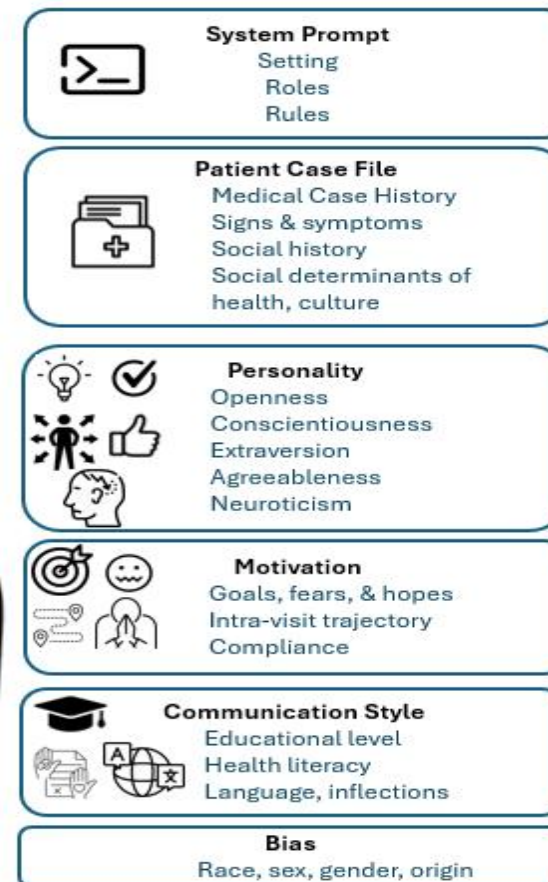 System Prompt
Setting
Roles
Rules
Patient Case File
Medical Case History
Signs & symptoms
Social history
Social determinants of
health, culture
Personality
Openness
Conscientiousness
Extraversion
Agreeableness
Neuroticism
Motivation
Goals, fears, & hopes
Intra-visit trajectory
Compliance
Communication Style
Educational level
Health literacy
A
文
Language, inflections
Bias
Race, sex, gender, origin